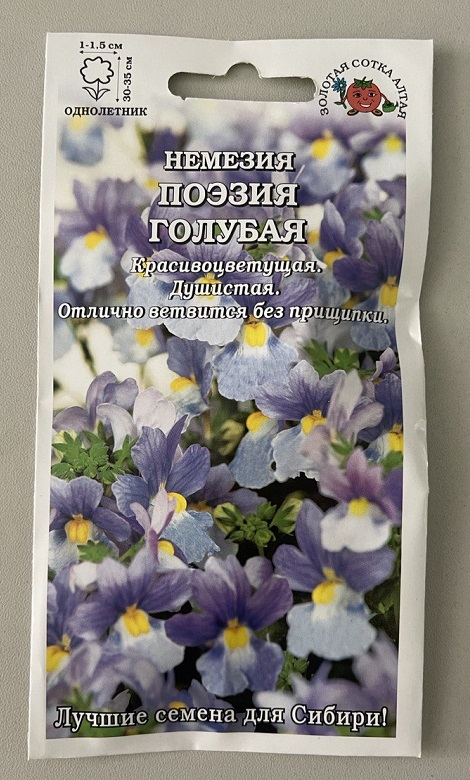 1-1,5 см
30-35 см
ОДНОЛЕТНИК
ЗОЛОТАЯ СОТКА АЛТАЯ
НЕМЕЗИЯ
ПОЭЗИЯ
ГОЛУБАЯ
Красивоцветущая.
Душистая.
Отлично ветвится без прищипки.
Лучшие семена для Сибири!